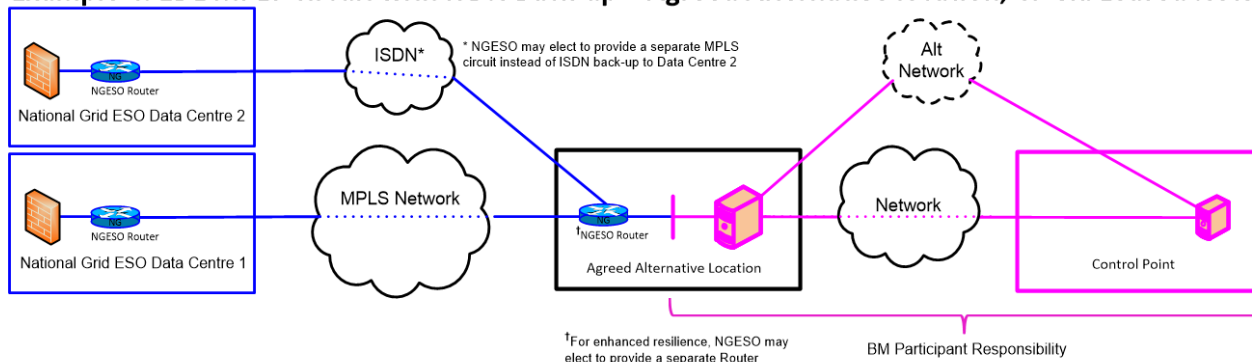 ISDN*
* NGESO may elect to provide a separate MPLS
circuit instead of ISDN back-up to Data Centre 2
Alt
Network
NG
NGESO Router
National Grid ESO Data Centre 2
MPLS Network
Network
NG
NGESO Router
National Grid ESO Data Centre 1
NG
†NGESO Router
Agreed Alternative Location
Control Point
†For enhanced resilience, NGESO may
elect to provide a separate Router
BM Participant Responsibility